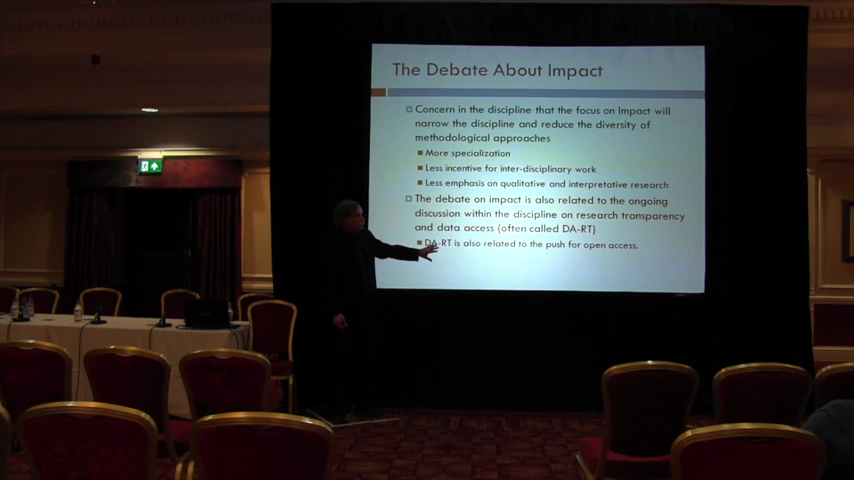 The Debate About Impact
Concern in the discipline that the focus on Impact will
narrow the discipline and reduce the diversity of
methodological approaches
More specialization
Less incentive for inter-disciplinary work
Less emphasis on qualitative and interpretative research
The debate on impact is also related to the ongoing
discussion within the discipline on research transparency
and data access (often called DA-RT)
DA-RT is also related to the push for open access.